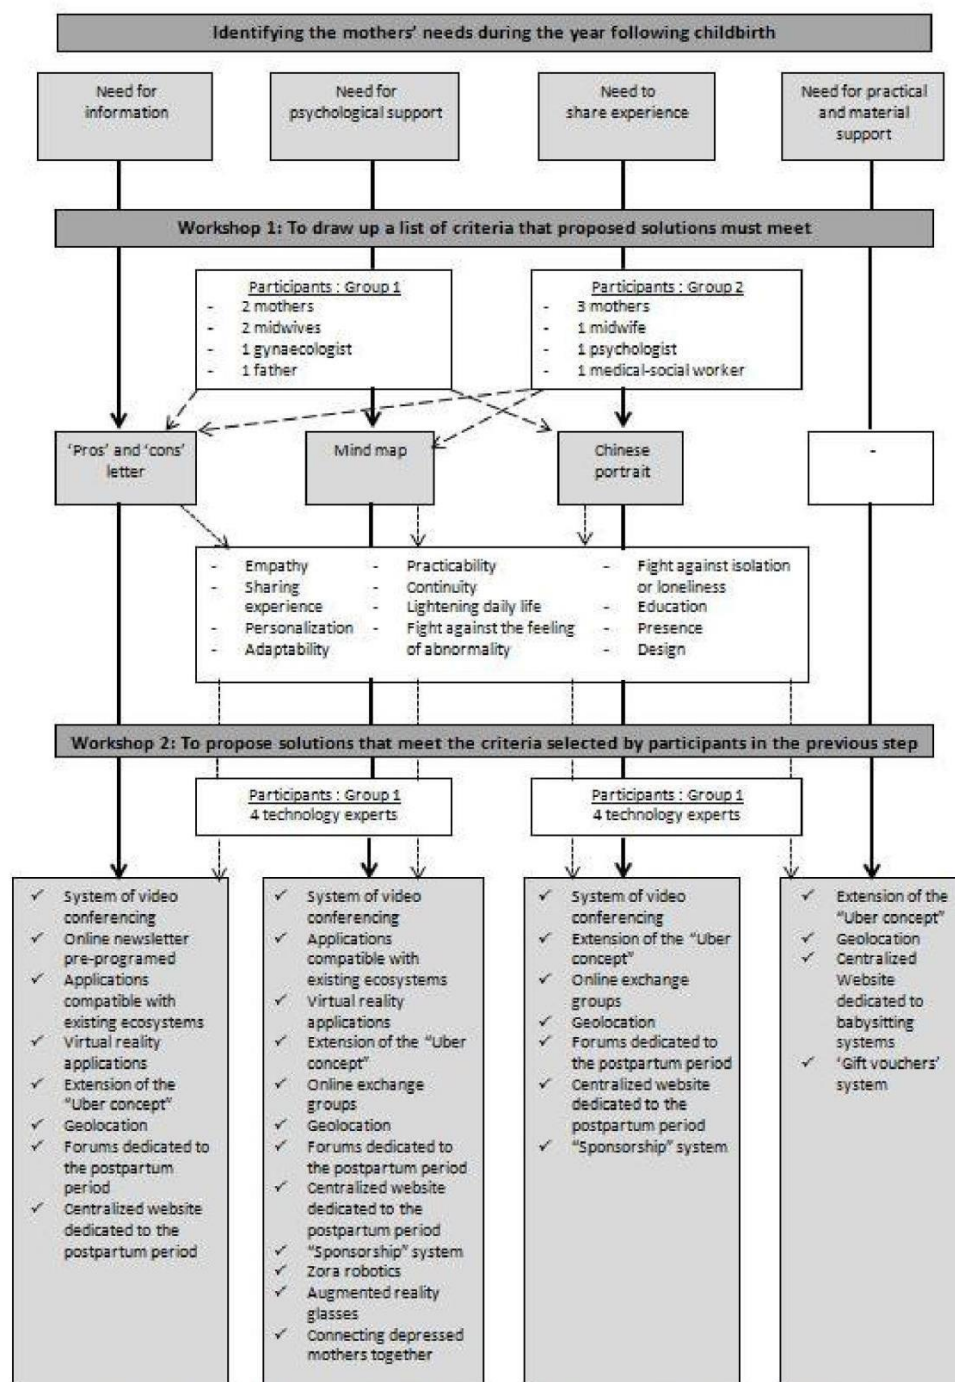 Identifying the mothers' needs during the year following childbirth
Need for
information
Need for
psychological support
Need to
share experience
Need for practical
and material
support
Workshop 1: To draw up a list of criteria that proposed solutions must meet
Participants : Group 1
- 2 mothers
- 2 midwives
- 1 gynaecologist
- 1 father
Participants : Group 2
- 3 mothers
- 1 midwife
- 1 psychologist
- 1 medical-social worker
'Pros' and 'cons'
letter
Mind map
Chinese
portrait
-
- Empathy
- Sharing
experience
- Personalization
- Adaptability
- Practicability
- Continuity
- Lightening daily life
- Fight against the feeling
of abnormality
- Fight against isolation
or loneliness
- Education
- Presence
- Design
Workshop 2: To propose solutions that meet the criteria selected by participants in the previous step
Participants : Group 1
4 technology experts
Participants : Group 1
4 technology experts
✓ System of video
conferencing
✓ Online newsletter
pre-programed
✓ Applications
compatible with
existing ecosystems
✓ Virtual reality
applications
✓ Extension of the
"Uber concept"
✓ Geolocation
✓ Forums dedicated to
the postpartum
period
✓ Centralized website
dedicated to the
postpartum period
✓ System of video
conferencing
✓ Applications
compatible with
existing ecosystems
✓ Virtual reality
applications
✓ Extension of the "Uber
concept"
✓ Online exchange
groups
✓ Geolocation
✓ Forums dedicated to
the postpartum period
✓ Centralized website
dedicated to the
postpartum period
✓ "Sponsorship" system
✓ Zora robotics
✓ Augmented reality
glasses
✓ Connecting depressed
mothers together
✓ System of video
conferencing
✓ Extension of the "Uber
concept"
✓ Online exchange
groups
✓ Geolocation
✓ Forums dedicated to
the postpartum period
✓ Centralized website
dedicated to the
postpartum period
✓ "Sponsorship" system
✓ Extension of the
"Uber concept"
✓ Geolocation
✓ Centralized
Website
dedicated to
babysitting
systems
✓ 'Gift vouchers'
system